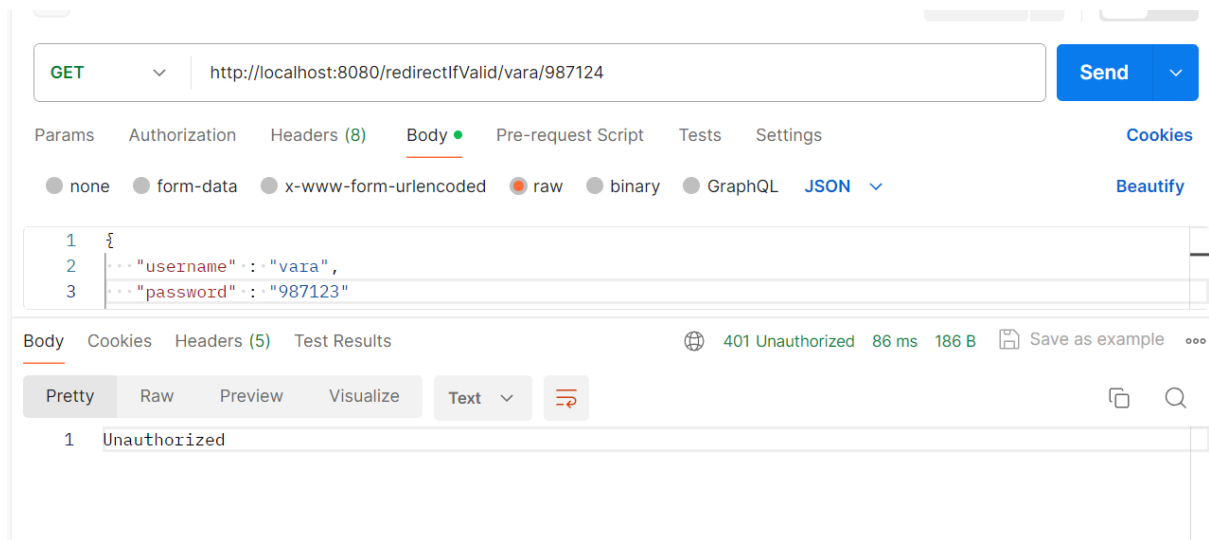 GET http://localhost:8080/redirectIfValid/vara/987124 Send
Params Authorization Headers (8) Body Pre-request Script Tests Settings Cookies
none form-data x-www-form-urlencoded raw binary GraphQL JSON Beautify
1 {
2 "username" : "vara",
3 "password" : "987123"
Body Cookies Headers (5) Test Results 401 Unauthorized 86 ms 186 B Save as example
Pretty Raw Preview Visualize Text
1 Unauthorized